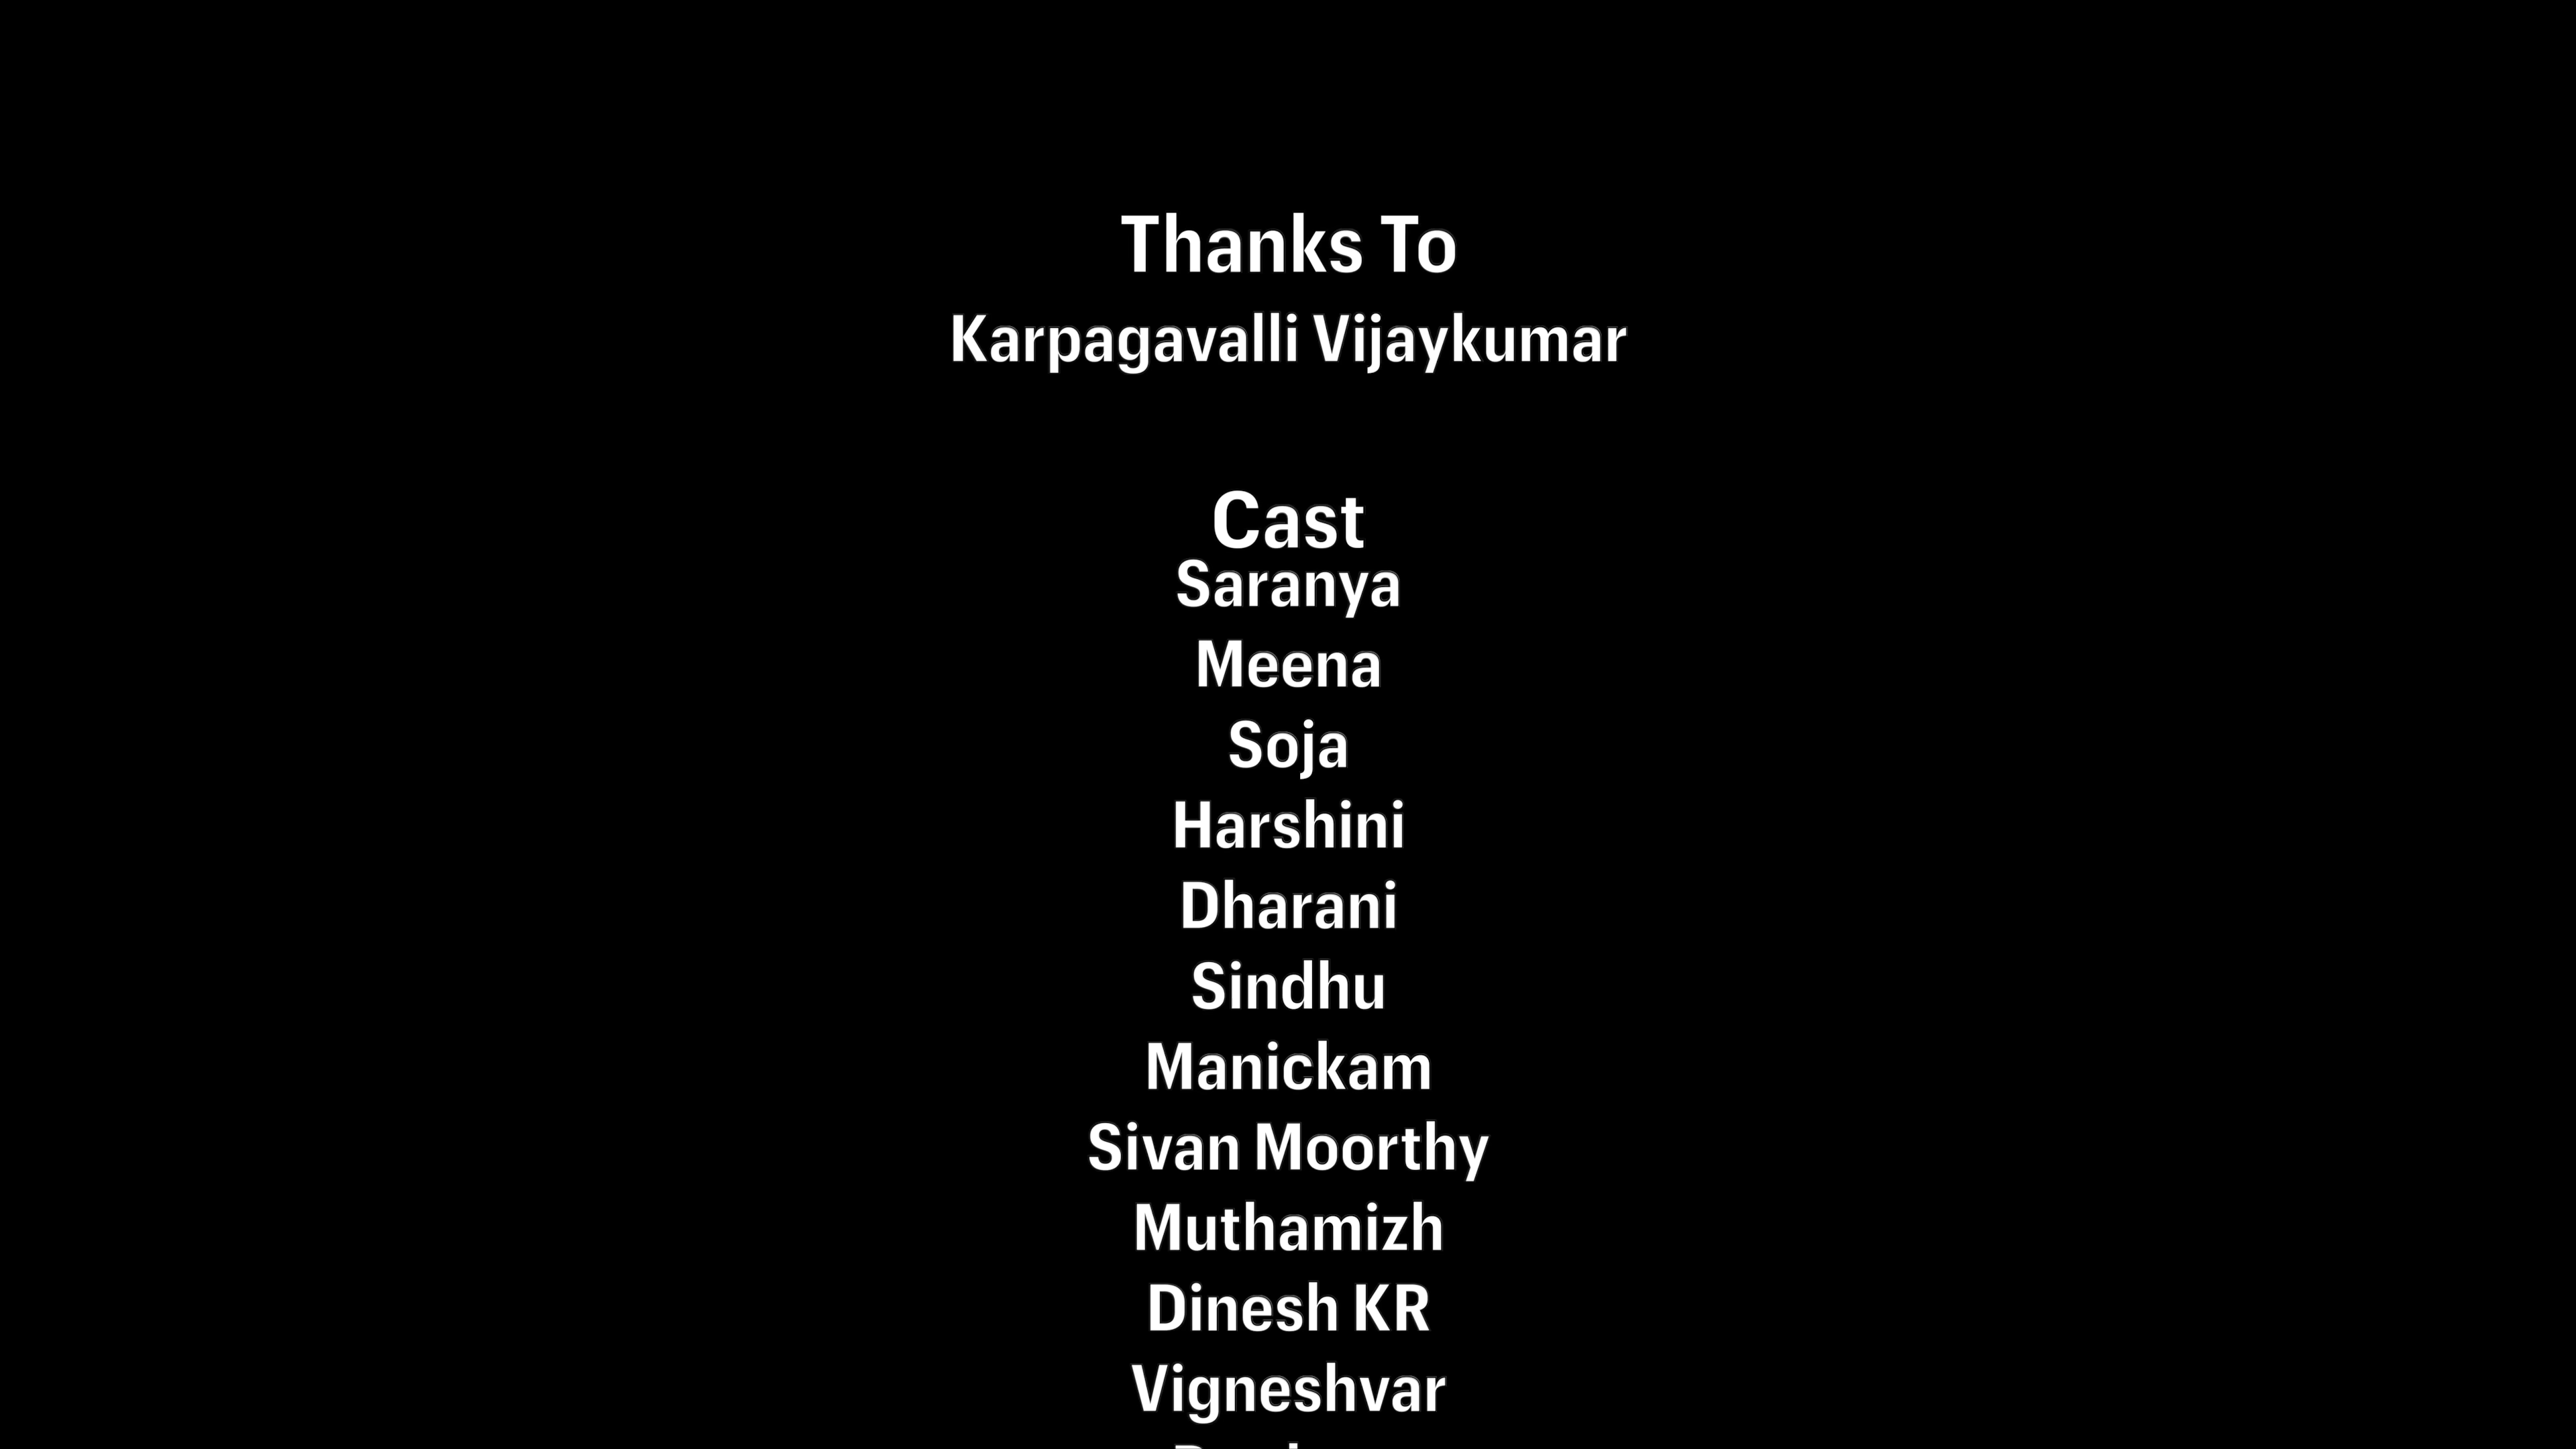 Thanks To
Karpagavalli Vijaykumar
Cast
Saranya
Meena
Soja
Harshini
Dharani
Sindhu
Manickam
Sivan Moorthy
Muthamizh
Dinesh KR
Vigneshvar